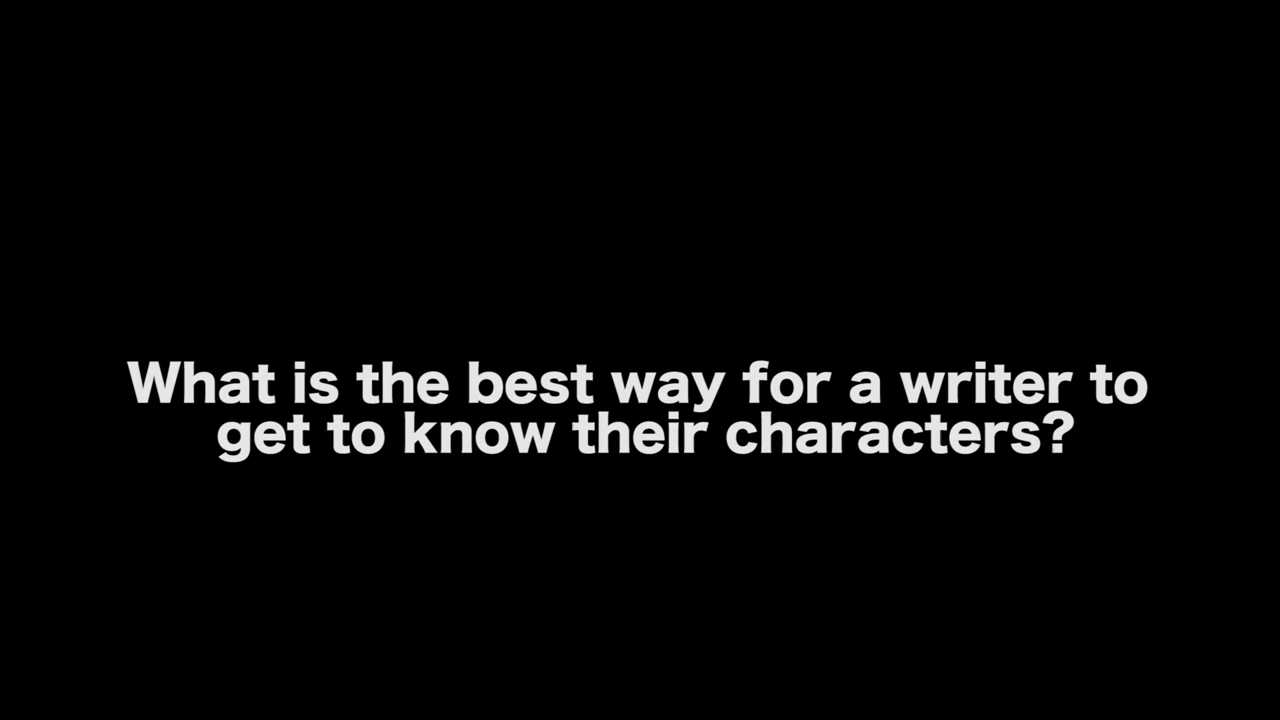 What is the best way for a writer to
get to know their characters?